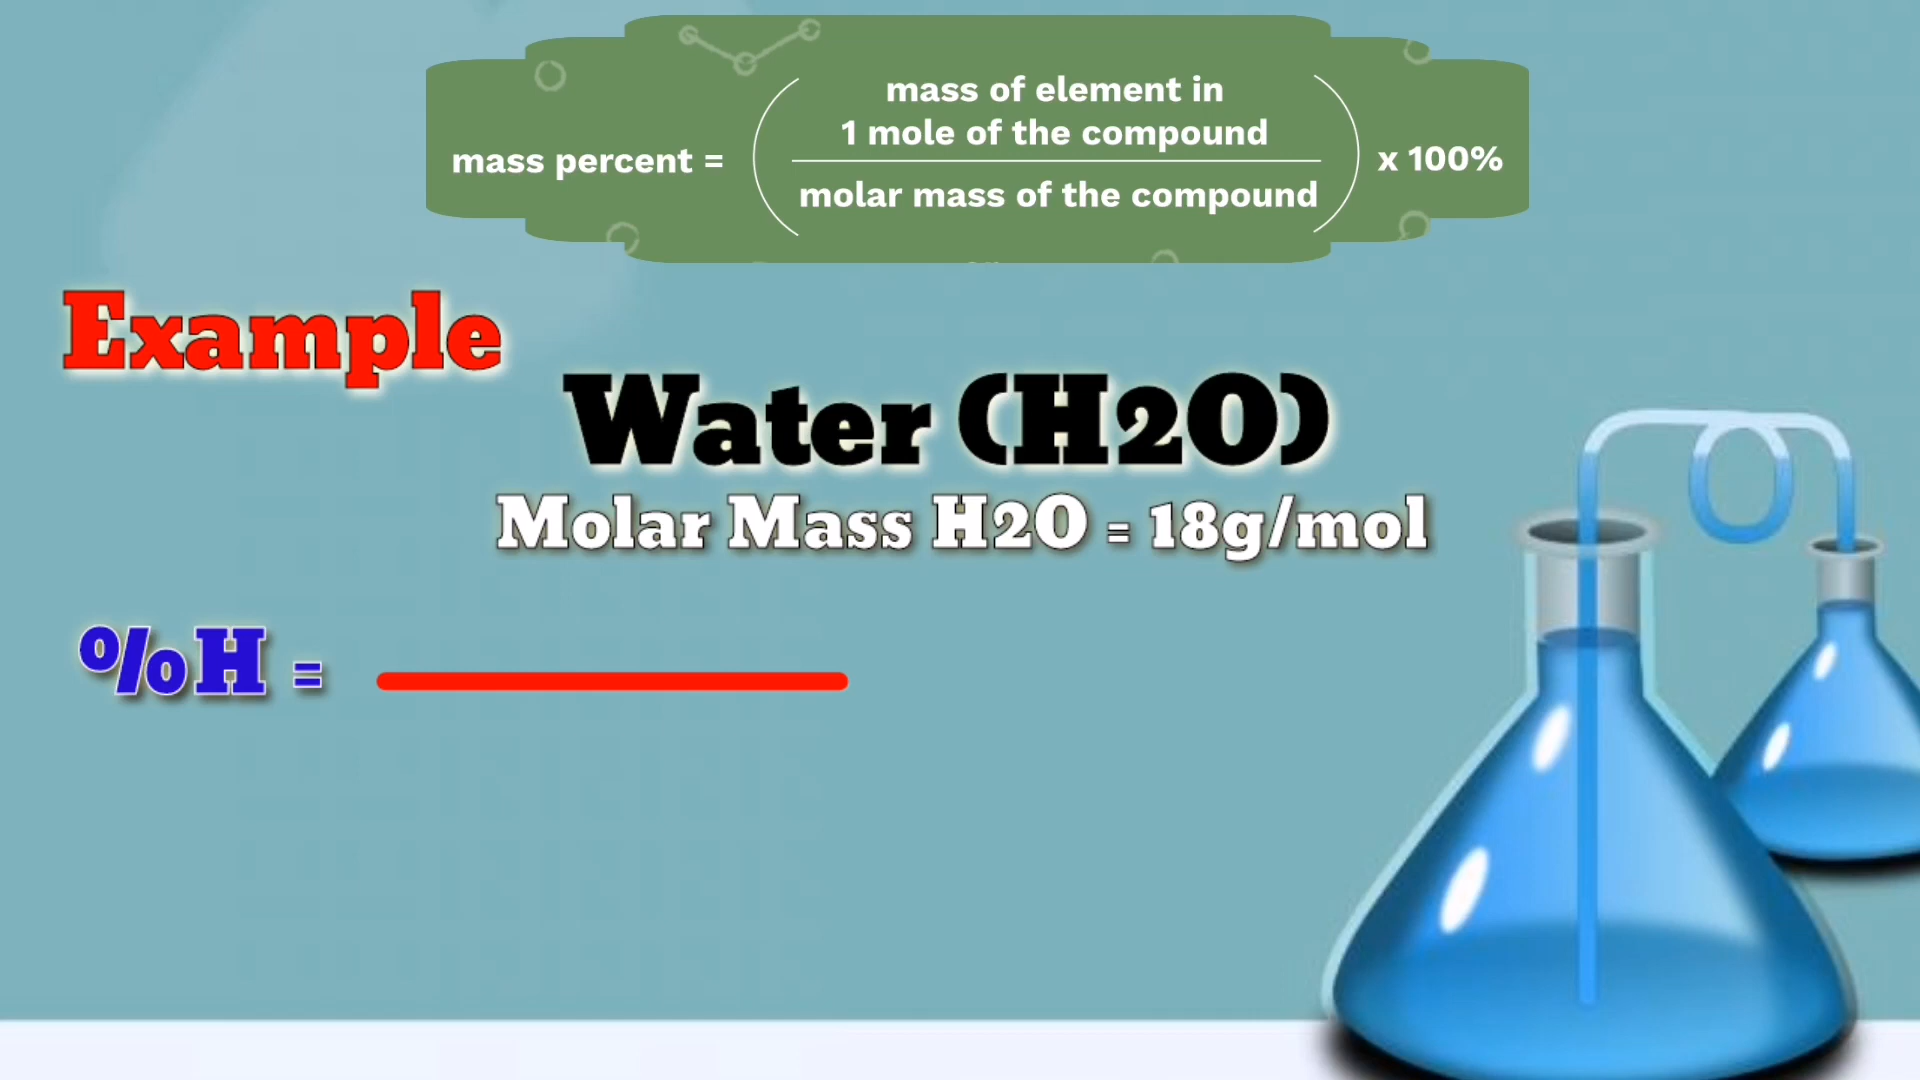 mass of element in
1 mole of the compound
mass percent =
x 100%
molar mass of the compound
Example
Water (H2O)
Molar Mass H2O = 18g/mol
%H =